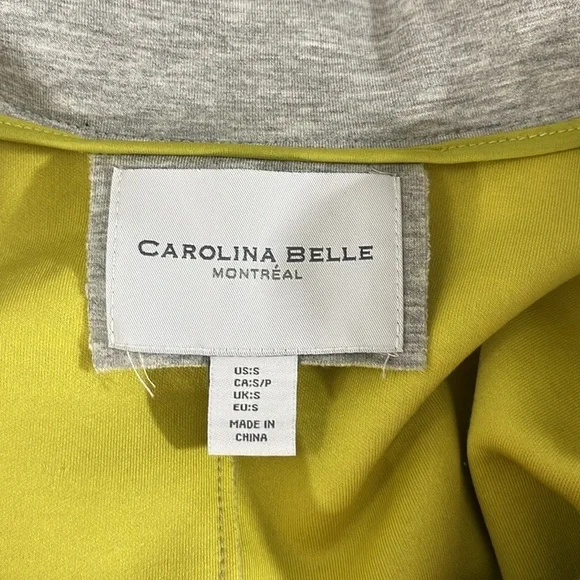 CAROLINA BELLE
MONTRÉAL
US:S
CA:S/P
UK:S
EU:S
MADE IN
CHINA